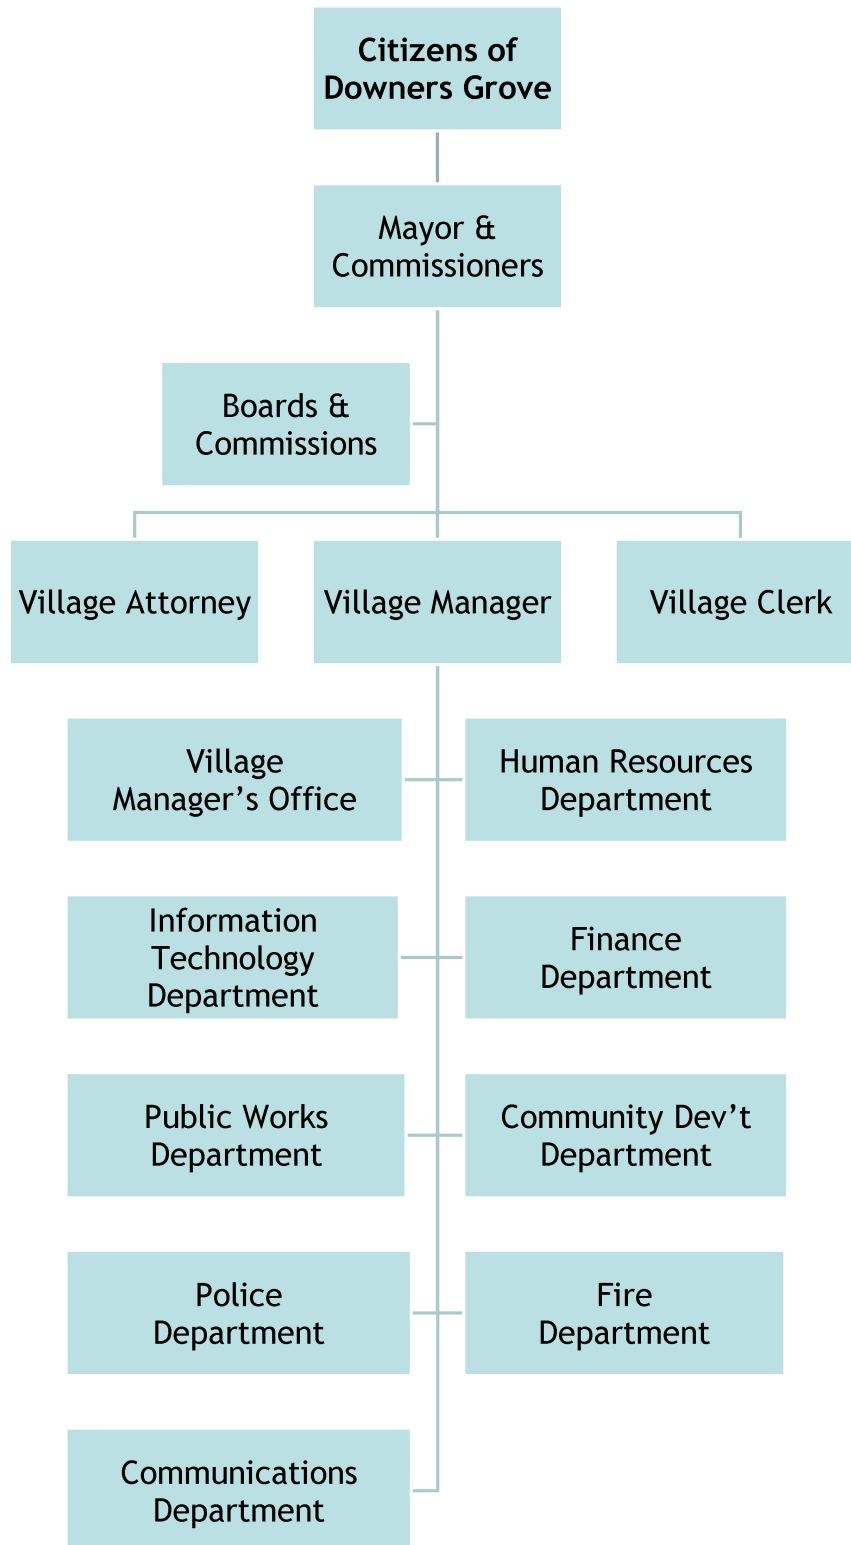 Citizens of
Downers Grove
Mayor &
Commissioners
Boards &
Commissions
Village Attorney
Village Manager
Village Clerk
Village
Manager’s Office
Human Resources
Department
Information
Technology
Department
Finance
Department
Public Works
Department
Community Dev’t
Department
Police
Department
Fire
Department
Communications
Department